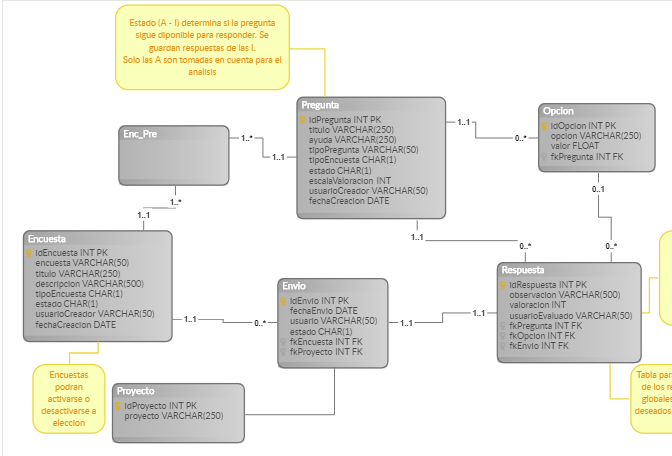 Estado (A - I) determina si la pregunta
sigue diponible para responder. Se
guardan respuestas de las I.
Solo las A son tomadas en cuenta para el
analisis
Pregunta
idPregunta INT PK
titulo VARCHAR(250)
ayuda VARCHAR(250)
tipoPregunta VARCHAR(50)
tipoEncuesta CHAR(1)
estado CHAR(1)
escalaValoracion INT
usuarioCreador VARCHAR(50)
fechaCreacion DATE
Opcion
idOpcion INT PK
opcion VARCHAR(250)
valor FLOAT
fkPregunta INT FK
Enc_Pre
1..*
1..1
1..1
0..*
1..*
1..1
0..1
0..*
1..1
0..*
Encuesta
idEncuesta INT PK
encuesta VARCHAR(50)
titulo VARCHAR(250)
descripcion VARCHAR(500)
tipoEncuesta CHAR(1)
estado CHAR(1)
usuarioCreador VARCHAR(50)
fechaCreacion DATE
1..1
0..*
Envio
idEnvio INT PK
fechaEnvio DATE
usuario VARCHAR(50)
estado CHAR(1)
fkEncuesta INT FK
fkProyecto INT FK
1..1
1..1
Respuesta
idRespuesta INT PK
observacion VARCHAR(500)
valoracion INT
usuarioEvaluado VARCHAR(50)
fkPregunta INT FK
fkOpcion INT FK
fkEnvio INT FK
Encuestas
podran
activarse o
desactivarse a
eleccion
Proyecto
idProyecto INT PK
proyecto VARCHAR(250)
Tabla par
de los re
globales
deseados